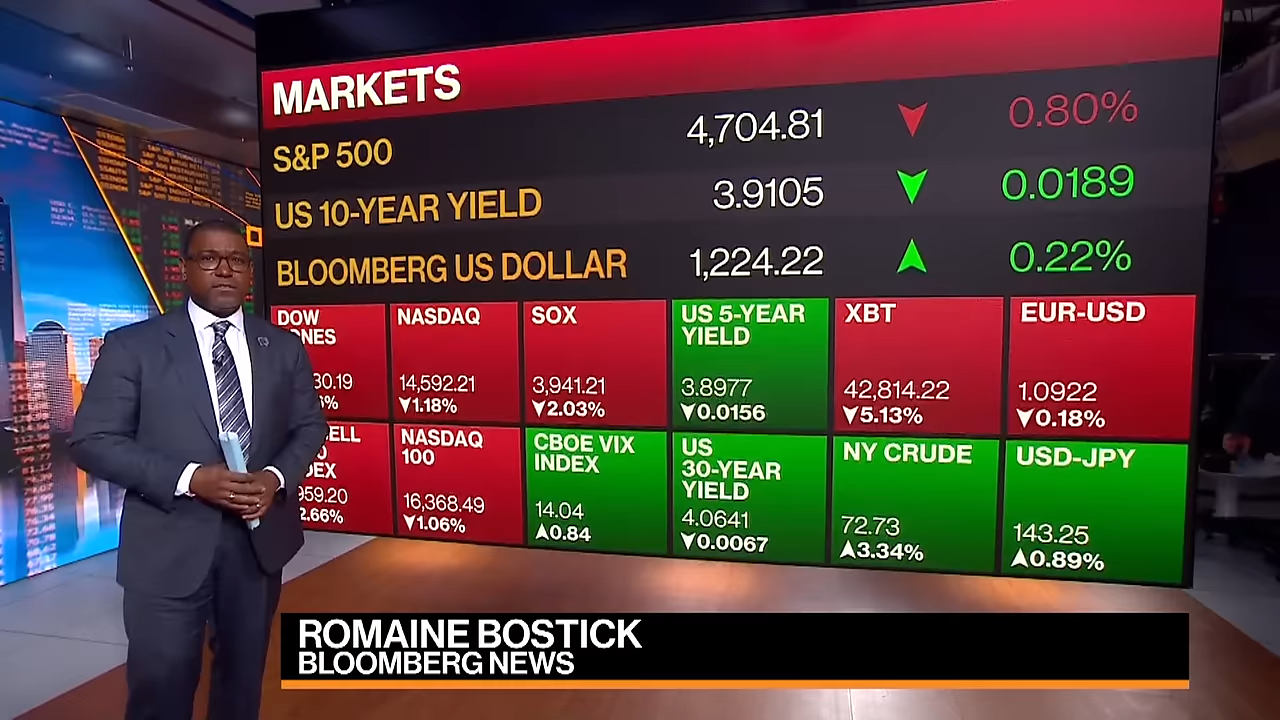 MARKETS
S&P 500 4,704.81 ▼ 0.80%
US 10-YEAR YIELD 3.9105 ▼ 0.0189
BLOOMBERG US DOLLAR 1,224.22 ▲ 0.22%
DOW
NASDAQ
14,592.21
▼1.18%
SOX
3,941.21
▼2.03%
US 5-YEAR
YIELD
3.8977
▼0.0156
XBT
42,814.22
▼5.13%
EUR-USD
1.0922
▼0.18%
NASDAQ
100
16,368.49
▼1.06%
CBOE VIX
INDEX
14.04
▲0.84
US
30-YEAR
YIELD
4.0641
▼0.0067
NY CRUDE
72.73
▲3.34%
USD-JPY
143.25
▲0.89%
ROMAINE BOSTICK
BLOOMBERG NEWS